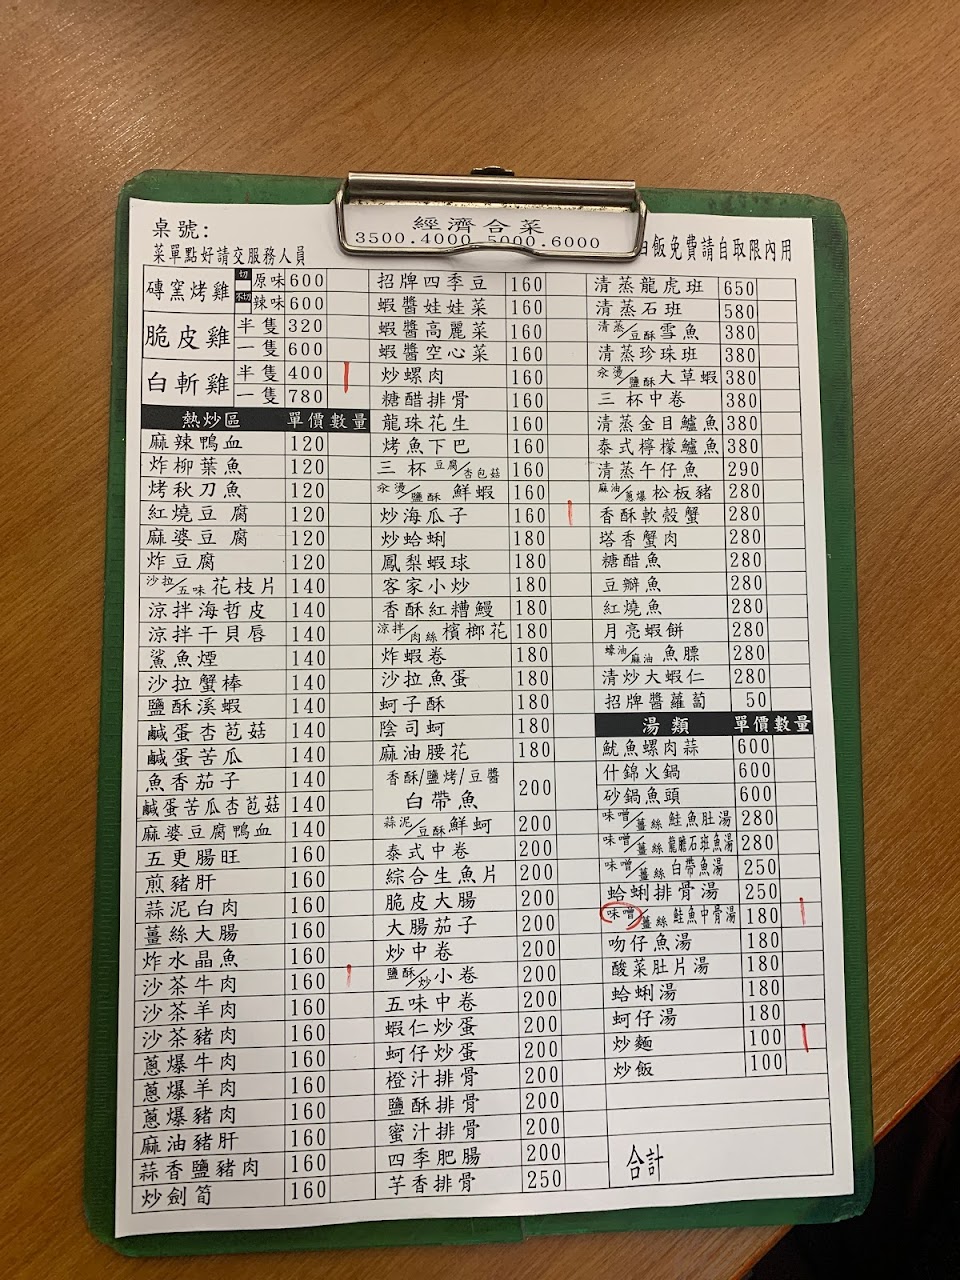 經濟合菜
3500.4000.5000.6000
桌號:
菜單點好請交服務人員
白飯免費請自取限內用
磚窯烤雞 切 原味 600
不切 辣味 600
脆皮雞 半隻 320
一隻 600
白斬雞 半隻 400
一隻 780
熱炒區 單價 數量
麻辣鴨血 120
炸柳葉魚 120
烤秋刀魚 120
紅燒豆腐 120
麻婆豆腐 120
炸豆腐 120
沙拉/五味 花枝片 140
涼拌海哲皮 140
涼拌干貝唇 140
鯊魚煙 140
沙拉蟹棒 140
鹽酥溪蝦 140
鹹蛋杏苞菇 140
鹹蛋苦瓜 140
魚香茄子 140
鹹蛋苦瓜杏苞菇 140
麻婆豆腐鴨血 140
五更腸旺 160
煎豬肝 160
蒜泥白肉 160
薑絲大腸 160
炸水晶魚 160
沙茶牛肉 160
沙茶羊肉 160
沙茶豬肉 160
蔥爆牛肉 160
蔥爆羊肉 160
蔥爆豬肉 160
麻油豬肝 160
蒜香鹽豬肉 160
炒劍筍 160
招牌四季豆 160
蝦醬娃娃菜 160
蝦醬高麗菜 160
蝦醬空心菜 160
炒螺肉 160
糖醋排骨 160
龍珠花生 160
烤魚下巴 160
三杯 豆腐/杏包菇 160
汆燙/鹽酥 鮮蝦 160
炒海瓜子 160
炒蛤蜊 180
鳳梨蝦球 180
客家小炒 180
香酥紅糟鰻 180
涼拌/肉絲 檳榔花 180
炸蝦卷 180
沙拉魚蛋 180
蚵子酥 180
陰司蚵 180
麻油腰花 180
香酥/鹽烤/豆醬
白帶魚 200
蒜泥/豆酥 鮮蚵 200
泰式中卷 200
綜合生魚片 200
脆皮大腸 200
大腸茄子 200
炒中卷 200
鹽酥/炒 小卷 200
五味中卷 200
蝦仁炒蛋 200
蚵仔炒蛋 200
橙汁排骨 200
鹽酥排骨 200
蜜汁排骨 200
四季肥腸 200
芋香排骨 250
清蒸龍虎班 650
清蒸石班 580
清蒸/豆酥 雪魚 380
清蒸珍珠班 380
汆燙/鹽酥 大草蝦 380
三杯中卷 380
清蒸金目鱸魚 380
泰式檸檬鱸魚 380
清蒸午仔魚 290
麻油/蔥爆 松板豬 280
香酥軟殼蟹 280
塔香蟹肉 280
糖醋魚 280
豆瓣魚 280
紅燒魚 280
月亮蝦餅 280
蠔油/麻油 魚膘 280
清炒大蝦仁 280
招牌醬蘿蔔 50
湯類 單價 數量
魷魚螺肉蒜 600
什錦火鍋 600
砂鍋魚頭 600
味噌/薑絲 鮭魚肚湯 280
味噌/薑絲 龍膽石班魚湯 280
味噌/薑絲 白帶魚湯 250
蛤蜊排骨湯 250
味噌/薑絲 鮭魚中骨湯 180
吻仔魚湯 180
酸菜肚片湯 180
蛤蜊湯 180
蚵仔湯 180
炒麵 100
炒飯 100
合計